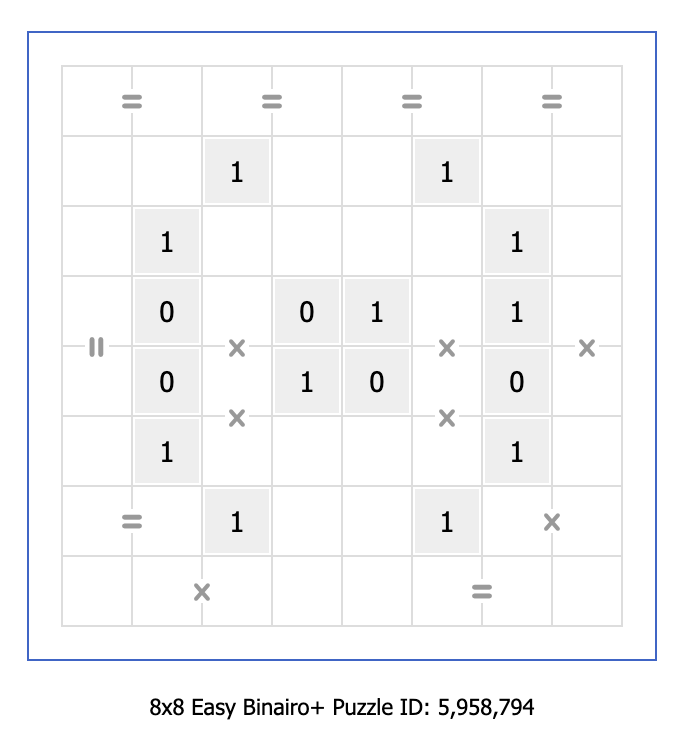 = = = =
1 1
1 1
0 0 1 1
= × × ×
0 1 0 0
× ×
1 1
= 1 1 ×
× =
8x8 Easy Binairo+ Puzzle ID: 5,958,794